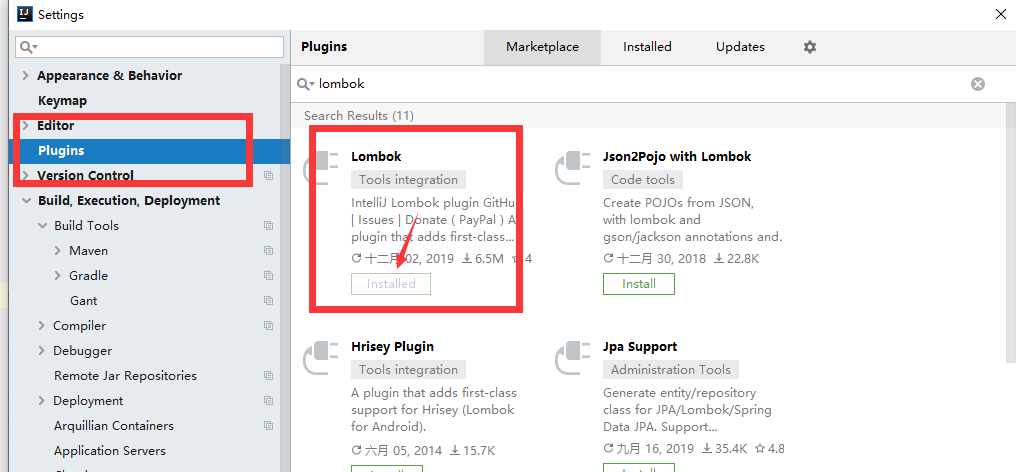 IJ Settings
Plugins Marketplace Installed Updates
Appearance & Behavior
Keymap
Editor
Plugins
Version Control
Build, Execution, Deployment
Build Tools
Maven
Gradle
Gant
Compiler
Debugger
Remote Jar Repositories
Deployment
Arquillian Containers
Application Servers
lombok
Search Results (11)
Lombok
Tools integration
IntelliJ Lombok plugin GitHu
| Issues | Donate ( PayPal ) A
plugin that adds first-class...
十二月 02, 2019 6.5M 4
Installed
Json2Pojo with Lombok
Code tools
Create POJOs from JSON,
with lombok and
gson/jackson annotations and.
十二月 30, 2018 22.8K
Install
Hrisey Plugin
Tools integration
A plugin that adds first-class
support for Hrisey (Lombok
for Android).
六月 05, 2014 15.7K
Jpa Support
Administration Tools
Generate entity/repository
class for JPA/Lombok/Spring
Data JPA. Support...
九月 16, 2019 35.4K 4.8